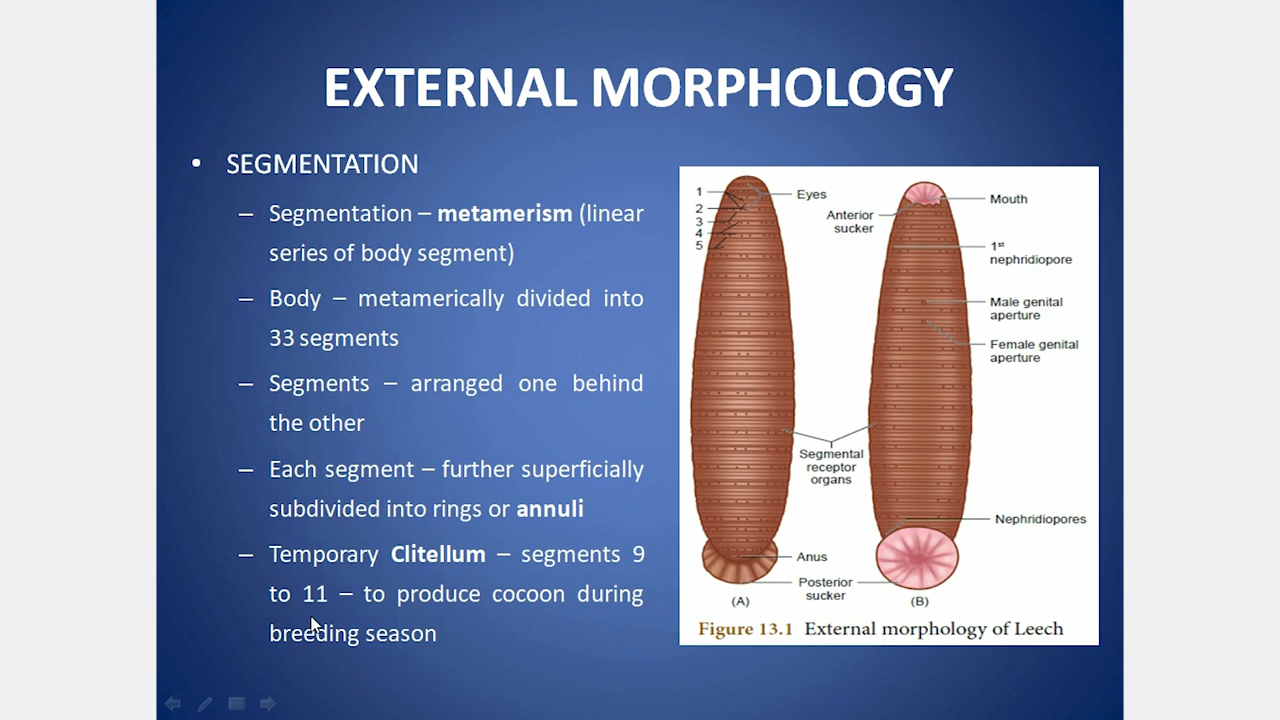 EXTERNAL MORPHOLOGY
• SEGMENTATION
– Segmentation – metamerism (linear
series of body segment)
– Body – metamerically divided into
33 segments
– Segments – arranged one behind
the other
– Each segment – further superficially
subdivided into rings or annuli
– Temporary Clitellum – segments 9
to 11 – to produce cocoon during
breeding season
1
2
3
4
5
Eyes
Anterior
sucker
Mouth
1st
nephridiopore
Male genital
aperture
Female genital
aperture
Segmental
receptor
organs
Nephridiopores
Anus
Posterior
sucker
(A)
(B)
Figure 13.1 External morphology of Leech